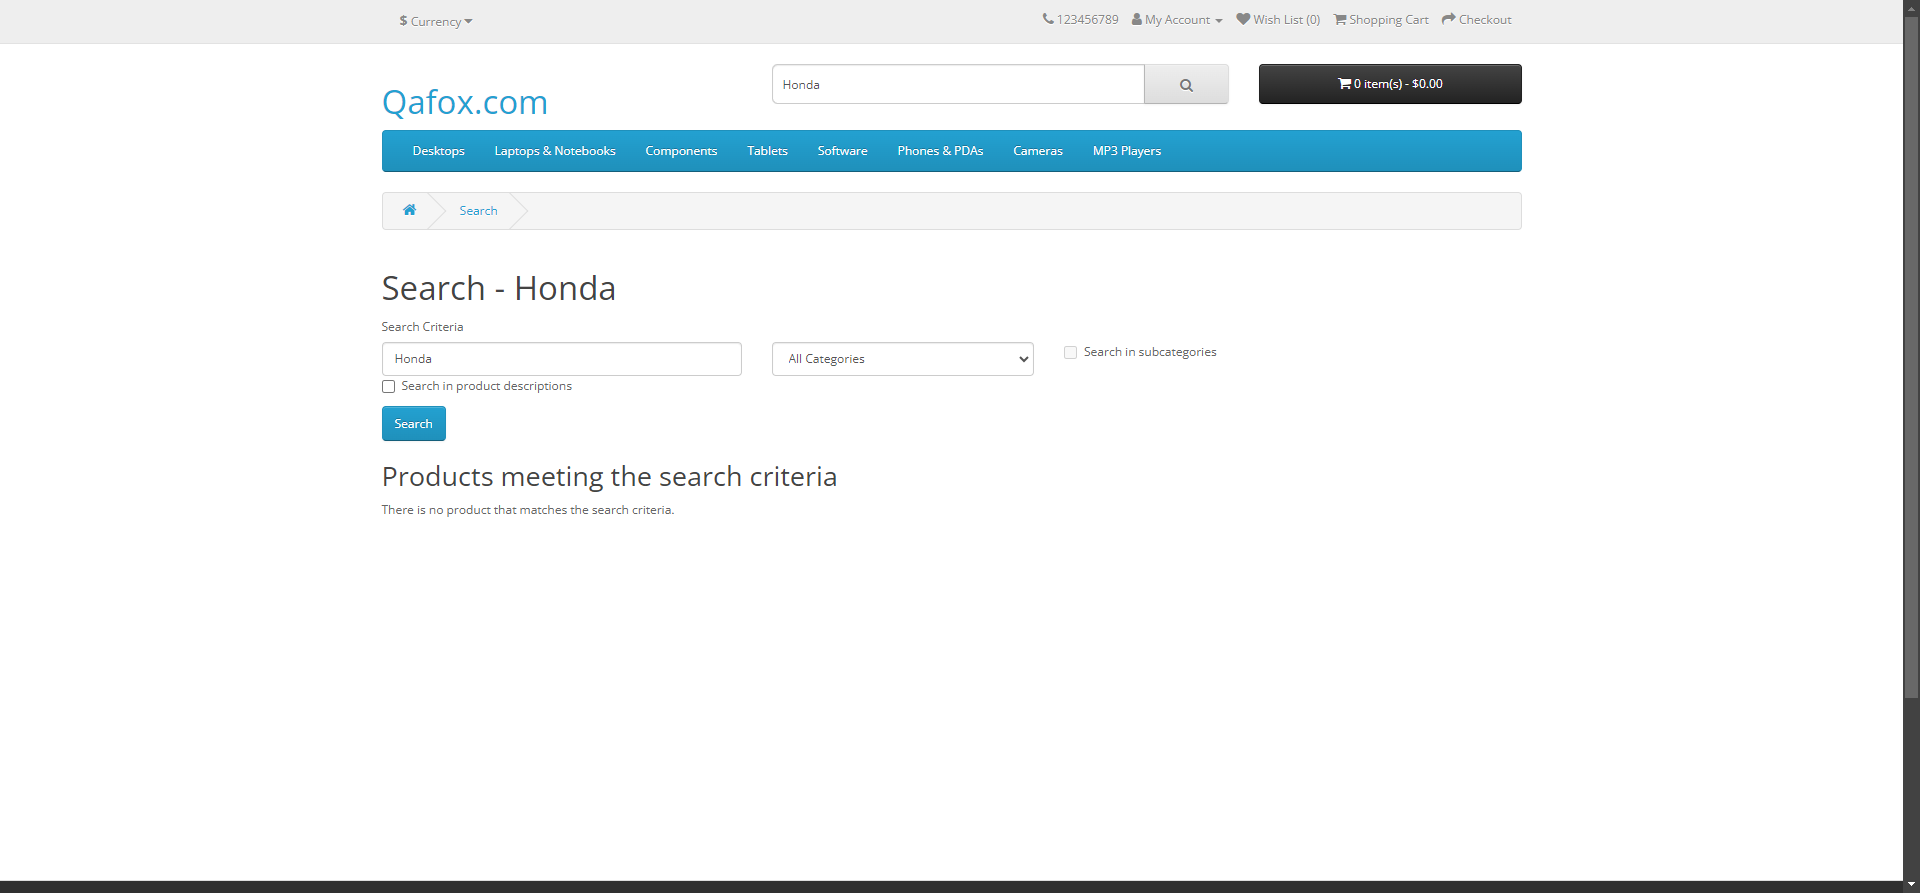 $ Currency
123456789 My Account Wish List (0) Shopping Cart Checkout
Qafox.com
Honda
0 item(s) - $0.00
Desktops Laptops & Notebooks Components Tablets Software Phones & PDAs Cameras MP3 Players
Search
Search - Honda
Search Criteria
Honda
All Categories
Search in subcategories
Search in product descriptions
Search
Products meeting the search criteria
There is no product that matches the search criteria.